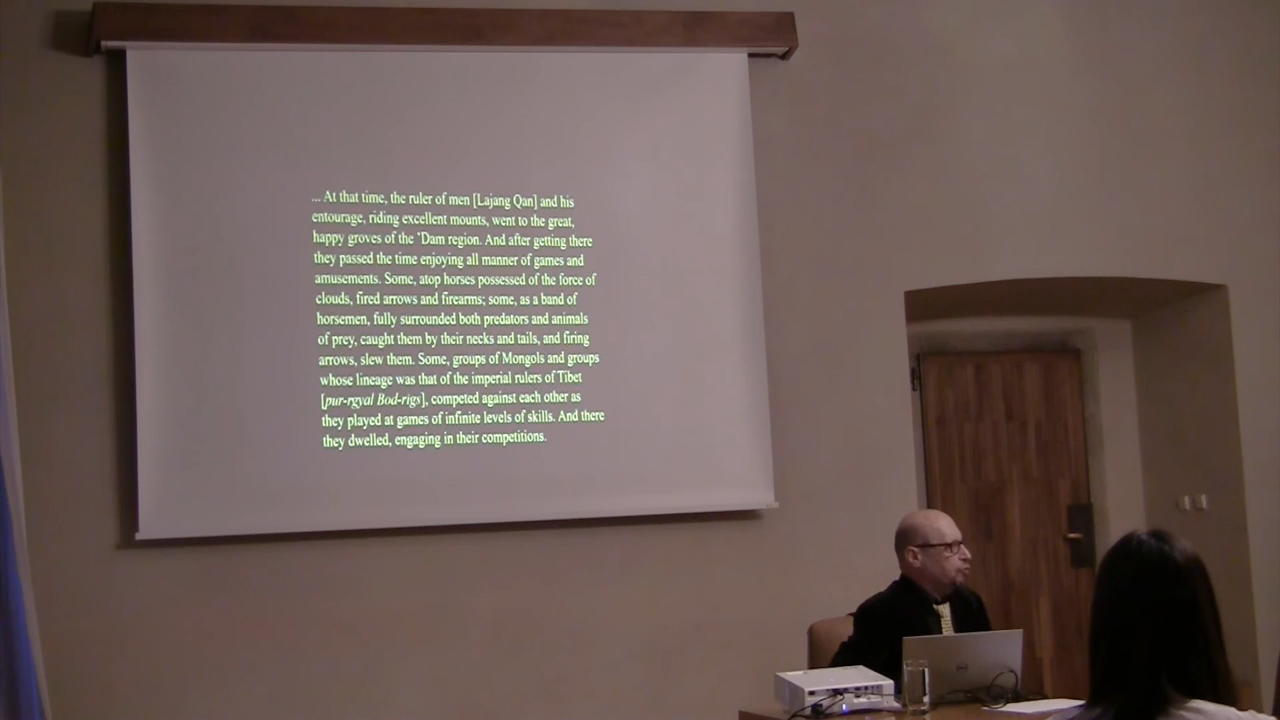 ... At that time, the ruler of men [Lajang Qan] and his
entourage, riding excellent mounts, went to the great,
happy groves of the 'Dam region. And after getting there
they passed the time enjoying all manner of games and
amusements. Some, atop horses possessed of the force of
clouds, fired arrows and firearms; some, as a band of
horsemen, fully surrounded both predators and animals
of prey, caught them by their necks and tails, and firing
arrows, slew them. Some, groups of Mongols and groups
whose lineage was that of the imperial rulers of Tibet
[pur-rgyal Bod-rigs], competed against each other as
they played at games of infinite levels of skills. And there
they dwelled, engaging in their competitions.